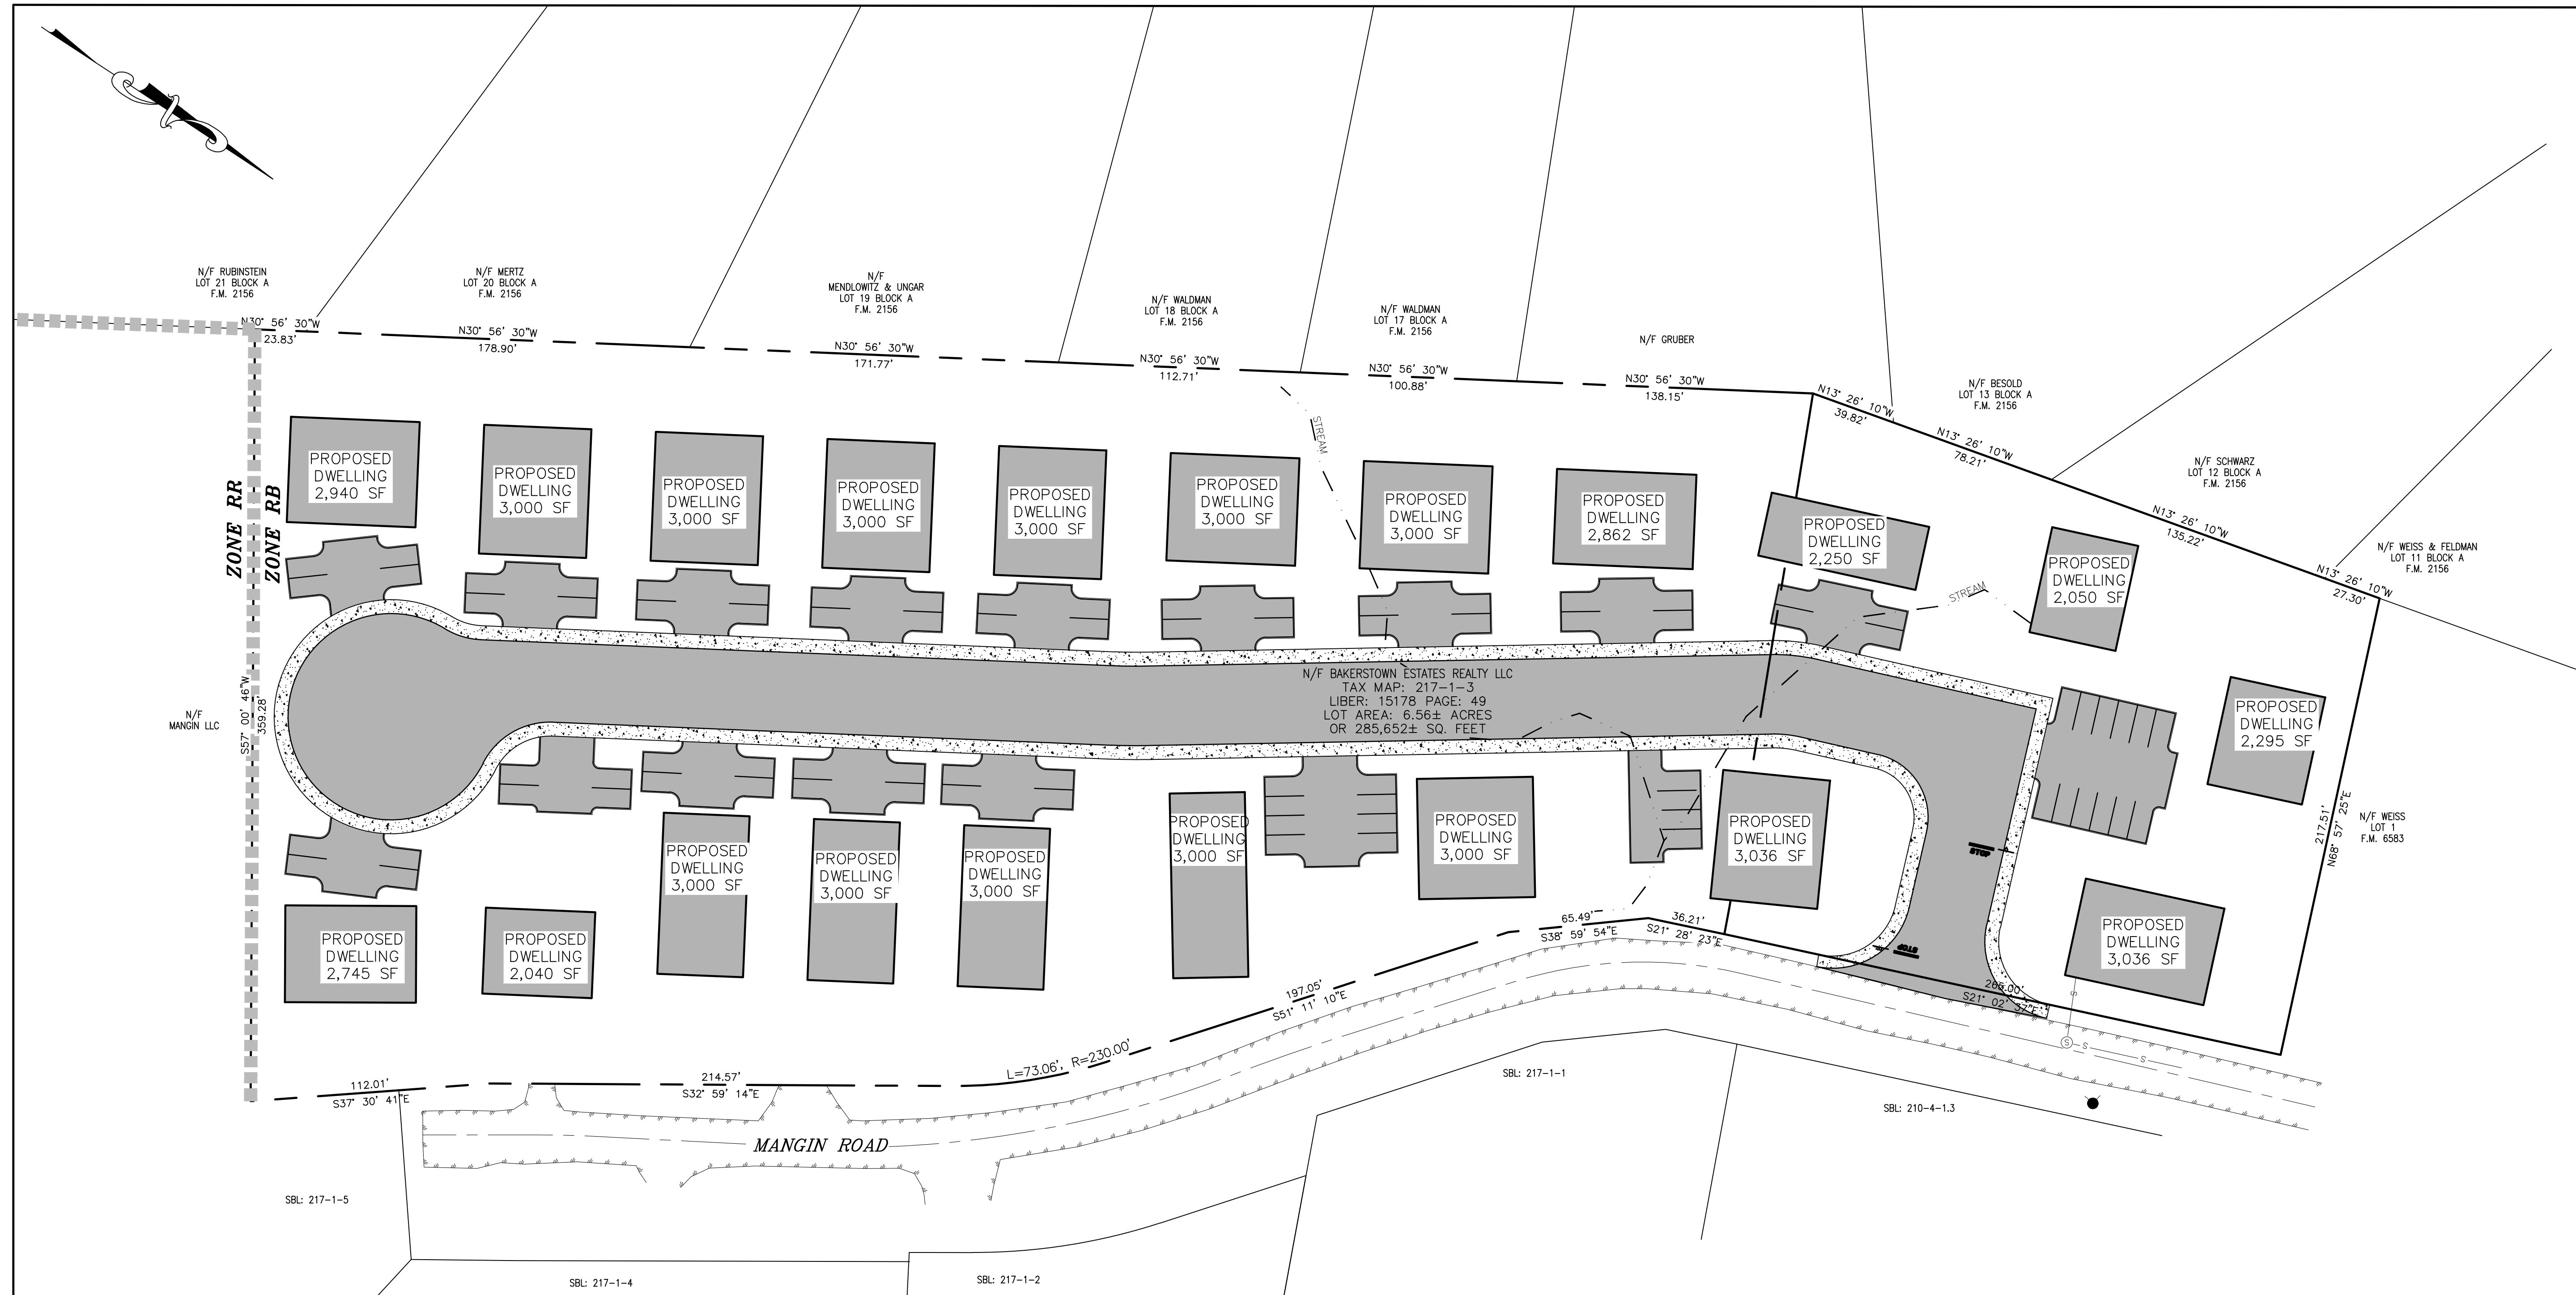 N/F RUBINSTEIN
LOT 21 BLOCK A
F.M. 2156
N/F MERTZ
LOT 20 BLOCK A
F.M. 2156
N/F
MENDLOWITZ & UNGAR
LOT 19 BLOCK A
F.M. 2156
N/F WALDMAN
LOT 18 BLOCK A
F.M. 2156
N/F WALDMAN
LOT 17 BLOCK A
F.M. 2156
N/F GRUBER
N/F BESOLD
LOT 13 BLOCK A
F.M. 2156
N/F SCHWARZ
LOT 12 BLOCK A
F.M. 2156
N/F WEISS & FELDMAN
LOT 11 BLOCK A
F.M. 2156
N30° 56' 30"W
23.83'
N30° 56' 30"W
178.90'
N30° 56' 30"W
171.77'
N30° 56' 30"W
112.71'
N30° 56' 30"W
100.88'
N30° 56' 30"W
138.15'
N13° 26' 10"W
39.82'
N13° 26' 10"W
78.21'
N13° 26' 10"W
135.22'
N13° 26' 10"W
27.30'
ZONE RR
ZONE RB
STREAM
STREAM
PROPOSED
DWELLING
2,940 SF
PROPOSED
DWELLING
3,000 SF
PROPOSED
DWELLING
3,000 SF
PROPOSED
DWELLING
3,000 SF
PROPOSED
DWELLING
3,000 SF
PROPOSED
DWELLING
3,000 SF
PROPOSED
DWELLING
3,000 SF
PROPOSED
DWELLING
2,862 SF
PROPOSED
DWELLING
2,250 SF
PROPOSED
DWELLING
2,050 SF
PROPOSED
DWELLING
2,295 SF
N/F
MANGIN LLC
S57° 00' 46"W
359.28'
N/F BAKERSTOWN ESTATES REALTY LLC
TAX MAP: 217-1-3
LIBER: 15178 PAGE: 49
LOT AREA: 6.56± ACRES
OR 285,652± SQ. FEET
217.51'
N68° 57' 25"E
N/F WEISS
LOT 1
F.M. 6583
PROPOSED
DWELLING
2,745 SF
PROPOSED
DWELLING
2,040 SF
PROPOSED
DWELLING
3,000 SF
PROPOSED
DWELLING
3,000 SF
PROPOSED
DWELLING
3,000 SF
PROPOSED
DWELLING
3,000 SF
PROPOSED
DWELLING
3,000 SF
PROPOSED
DWELLING
3,036 SF
PROPOSED
DWELLING
3,036 SF
STOP
STOP
112.01'
S37° 30' 41"E
214.57'
S32° 59' 14"E
L=73.06', R=230.00'
197.05'
S51° 11' 10"E
65.49'
S38° 59' 54"E
36.21'
S21° 28' 23"E
265.00'
S21° 02' 37"E
S
S
S
S
S
MANGIN ROAD
SBL: 217-1-5
SBL: 217-1-4
SBL: 217-1-2
SBL: 217-1-1
SBL: 210-4-1.3